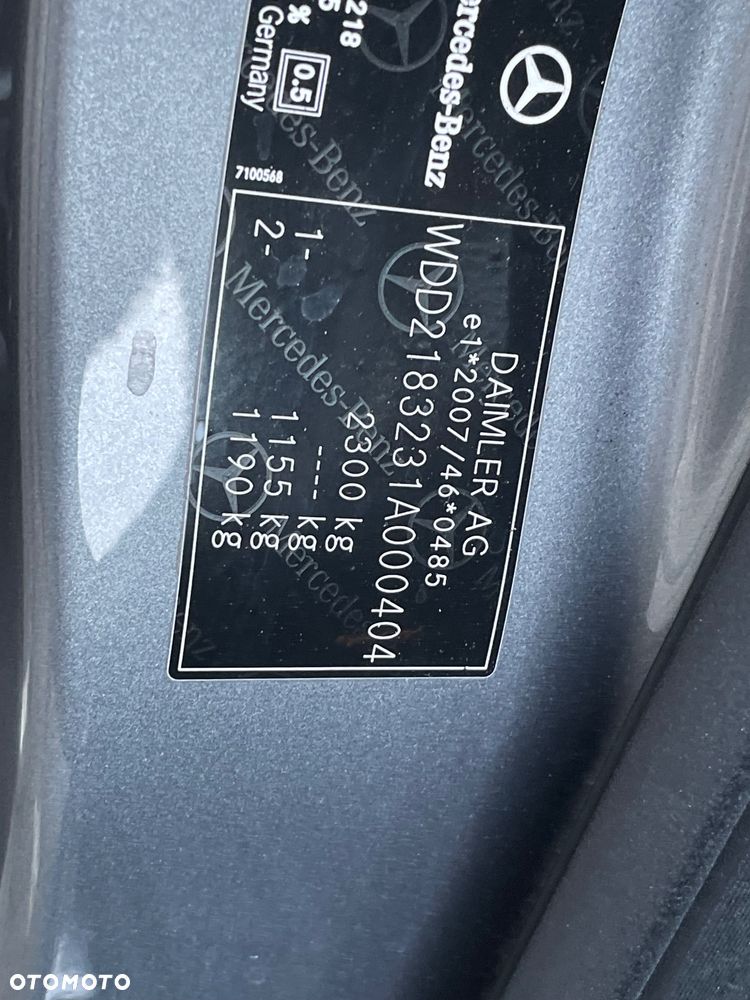 Mercedes-Benz
218
5
%
0.5
Germany
7100568
DAIMLER AG
e1*2007/46*0485
WDD2183231A000404
2300 kg
---- kg
1- 1155 kg
2- 1190 kg
OTOMOTO